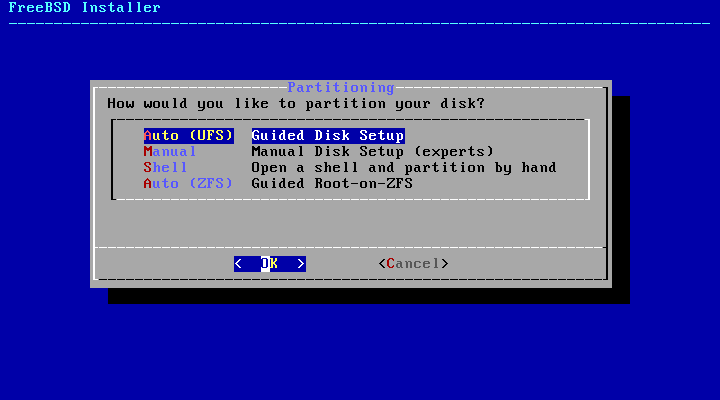 FreeBSD Installer
Partitioning
How would you like to partition your disk?
Auto (UFS) Guided Disk Setup
Manual Manual Disk Setup (experts)
Shell Open a shell and partition by hand
Auto (ZFS) Guided Root-on-ZFS
< OK > <Cancel>